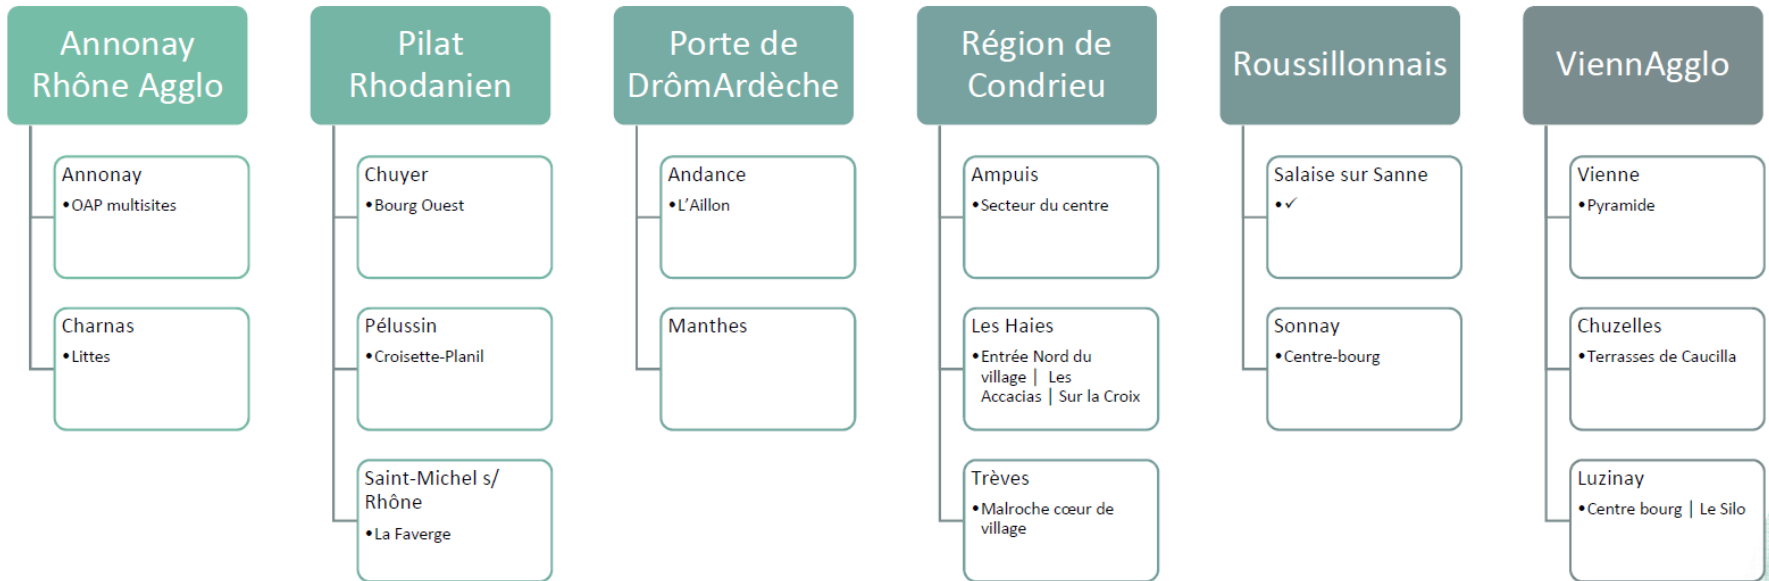 Annonay
Rhône Agglo
Annonay
•OAP multisites
Charnas
•Littes
Pilat
Rhodanien
Chuyer
•Bourg Ouest
Pélussin
•Croisette-Planil
Saint-Michel s/
Rhône
•La Faverge
Porte de
DrômArdèche
Andance
•L'Aillon
Manthes
Région de
Condrieu
Ampuis
•Secteur du centre
Les Haies
•Entrée Nord du
village | Les
Accacias | Sur la Croix
Trèves
•Malroche cœur de
village
Roussillonnais
Salaise sur Sanne
•✓
Sonnay
•Centre-bourg
ViennAgglo
Vienne
•Pyramide
Chuzelles
•Terrasses de Caucilla
Luzinay
•Centre bourg | Le Silo